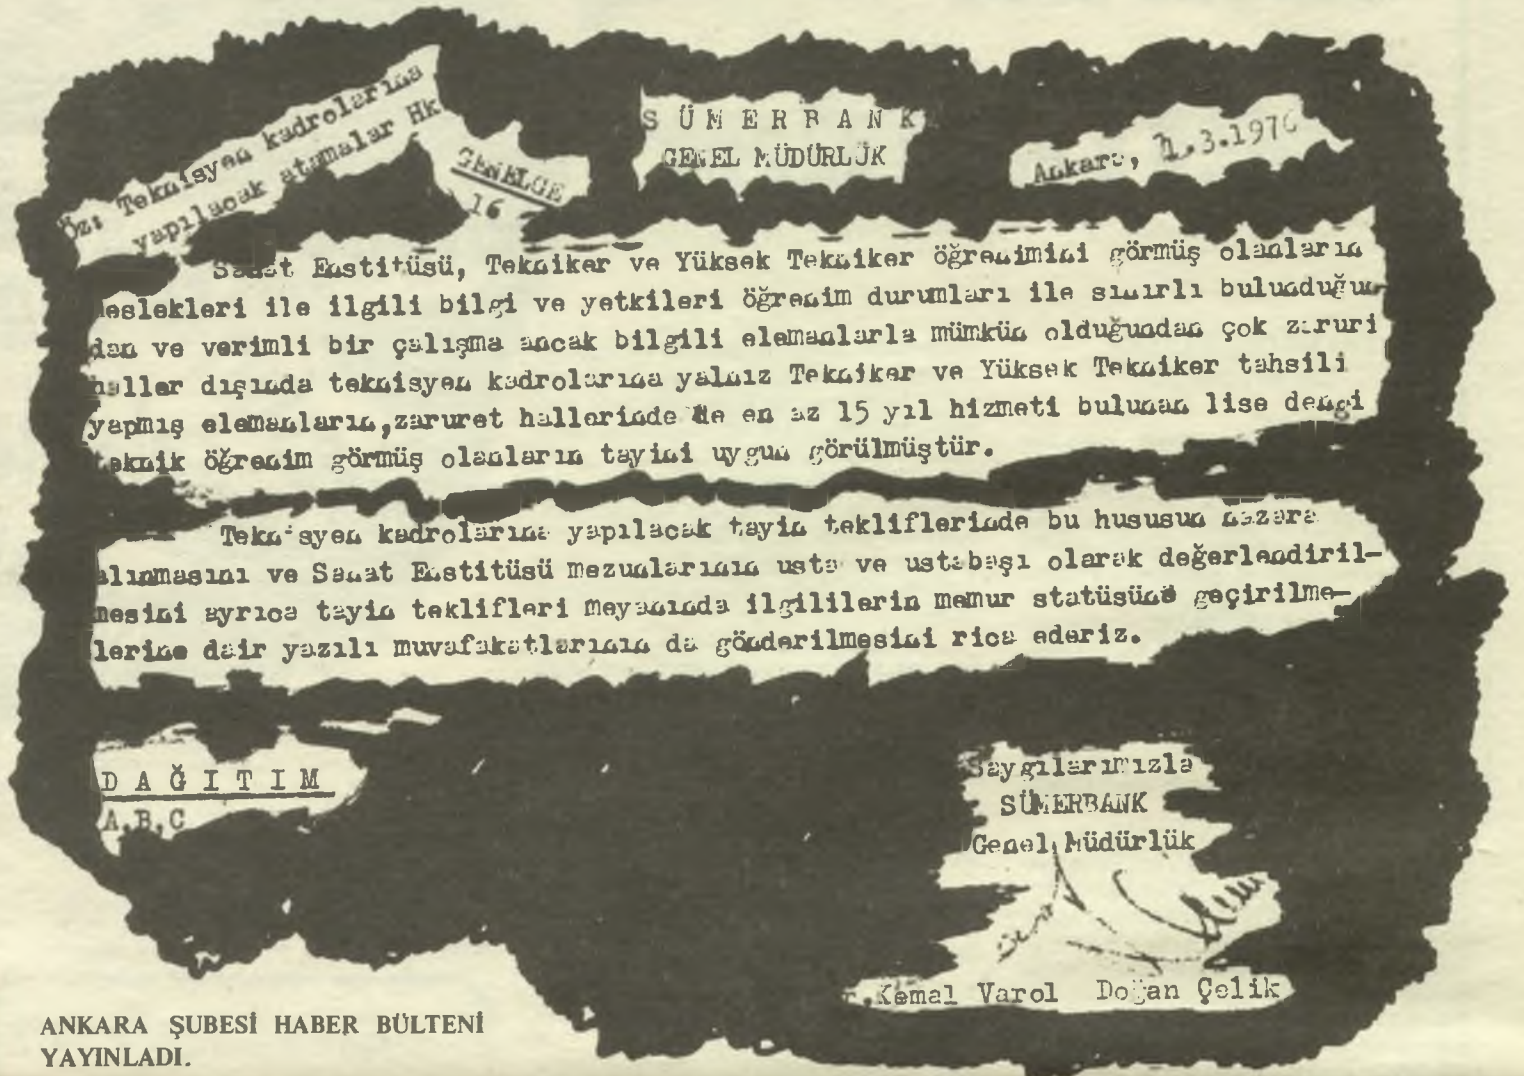 Öz: Teknisyen kadrolarına
yapılacak atamalar Hk
GENELGE
16
SÜMERBANK
GENEL MÜDÜRLÜK
Ankara, 3.1970
Sanat Enstitüsü, Tekniker ve Yüksek Tekniker öğrenimini görmüş olanların
meslekleri ile ilgili bilgi ve yetkileri öğrenim durumları ile sınırlı bulunduğun-
dan ve verimli bir çalışma ancak bilgili elemanlarla mümkün olduğundan çok zaruri
haller dışında teknisyen kadrolarına yalnız Tekniker ve Yüksek Tekniker tahsili
yapmış elemanların,zaruret hallerinde de en az 15 yıl hizmeti bulunan lise dengi
teknik öğrenim görmüş olanların tayini uygun görülmüştür.
Teknisyen kadrolarına yapılacak tayin tekliflerinde bu hususun nazara
alınmasını ve Sanat Enstitüsü mezunlarının usta ve ustabaşı olarak değerlendiril-
mesini ayrıca tayin teklifleri meyanında ilgililerin memur statüsüne geçirilme-
lerine dair yazılı muvafakatlarının da gönderilmesini rica ederiz.
DAĞITIM
A,B,C
Saygılarımızla
SÜMERBANK
Genel Müdürlük
Kemal Varol Doğan Çelik
ANKARA ŞUBESİ HABER BÜLTENİ
YAYINLADI.